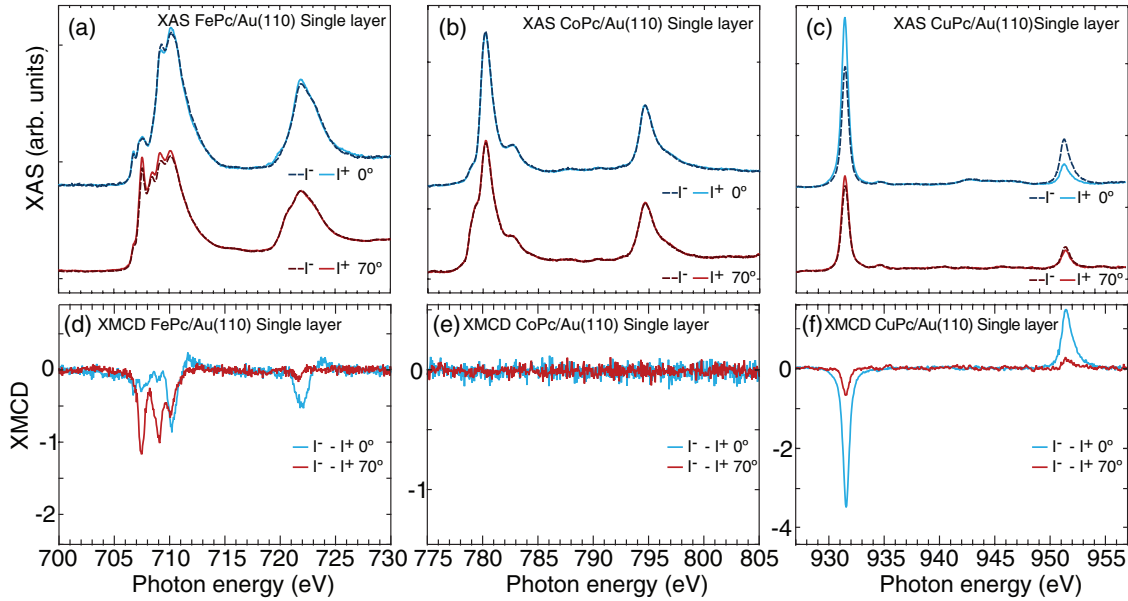 (a) XAS FePc/Au(110) Single layer
(b) XAS CoPc/Au(110) Single layer
(c) XAS CuPc/Au(110)Single layer
XAS (arb. units)
I⁻ I⁺ 0º
I⁻ I⁺ 70º
I⁻ I⁺ 0º
I⁻ I⁺ 70º
I⁻ I⁺ 0º
I⁻ I⁺ 70º
(d) XMCD FePc/Au(110) Single layer
(e) XMCD CoPc/Au(110) Single layer
(f) XMCD CuPc/Au(110) Single layer
XMCD
0
-1
-2
I⁻ - I⁺ 0º
I⁻ - I⁺ 70º
0
-1
I⁻ - I⁺ 0º
I⁻ - I⁺ 70º
0
-2
-4
I⁻ - I⁺ 0º
I⁻ - I⁺ 70º
700 705 710 715 720 725 730
775 780 785 790 795 800 805
930 935 940 945 950 955
Photon energy (eV)
Photon energy (eV)
Photon energy (eV)